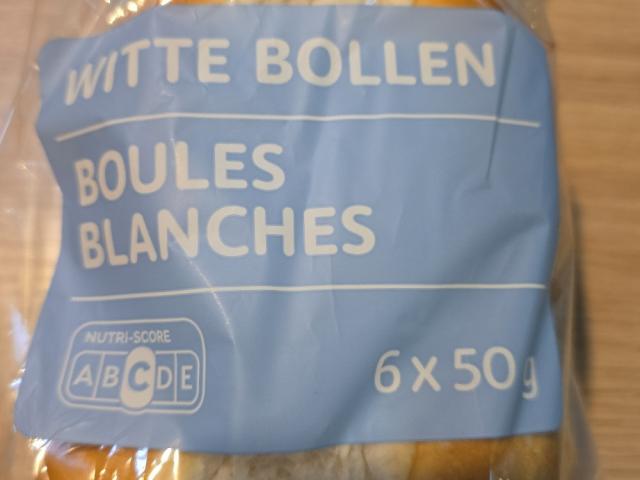 WITTE BOLLEN
BOULES
BLANCHES
NUTRI-SCORE
ABCDE
6 x 50 g